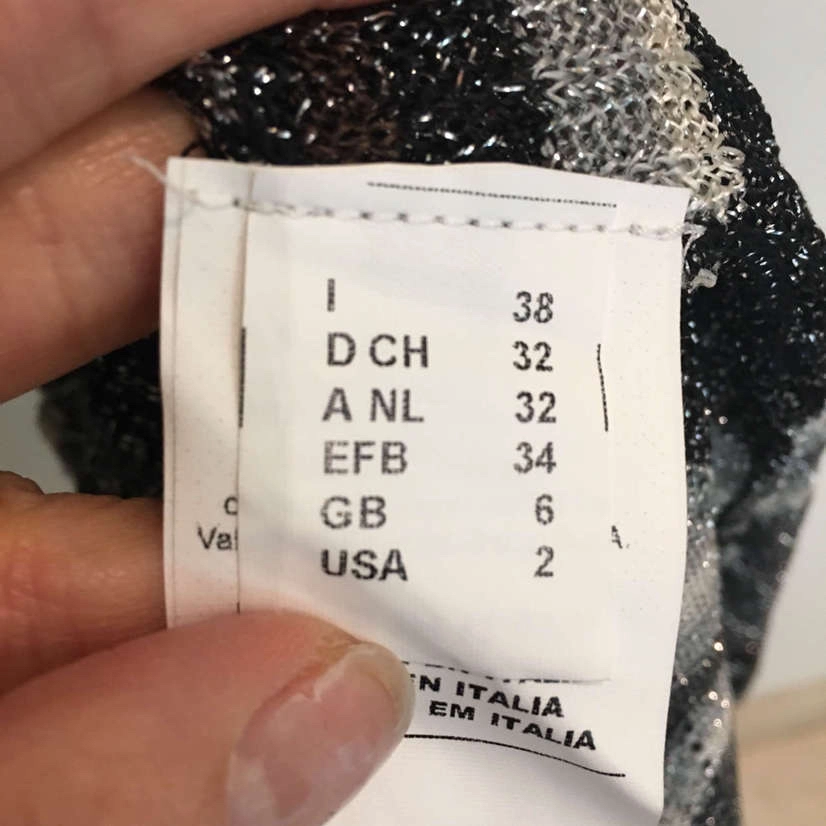 I 38
D CH 32
A NL 32
EFB 34
GB 6
USA 2
EN ITALIA
EM ITALIA